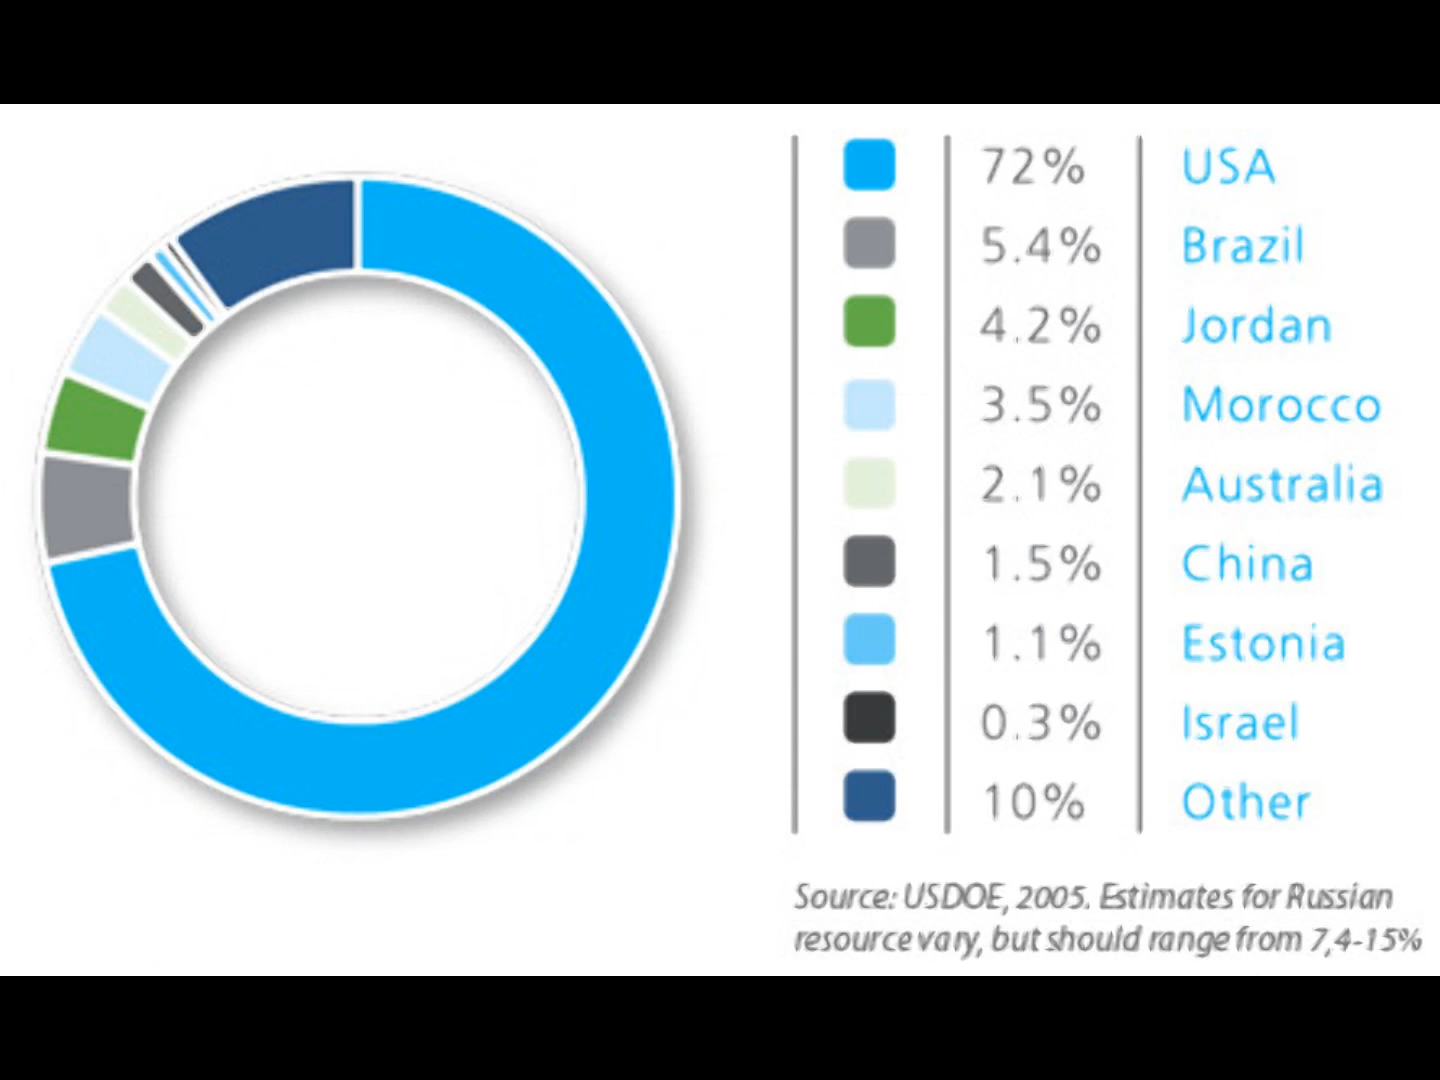 72% USA
5.4% Brazil
4.2% Jordan
3.5% Morocco
2.1% Australia
1.5% China
1.1% Estonia
0.3% Israel
10% Other
Source: USDOE, 2005. Estimates for Russian
resource vary, but should range from 7,4-15%